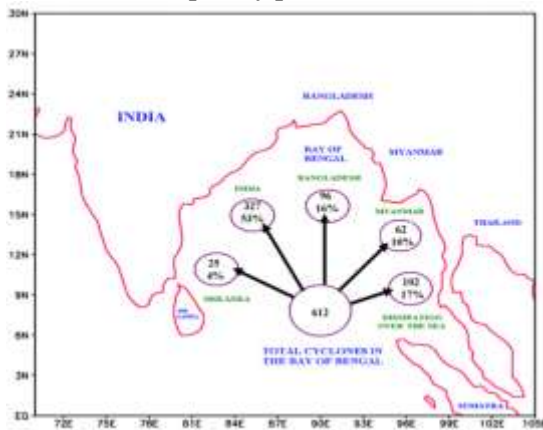 30N
27N
24N
BANGLADESH
INDIA
21N
BAY OF
BENGAL
MYANMAR
18N
INDIA
BANGLADESH
327
53%
96
16%
MYANMAR
15N
62
10%
THAILAND
12N
25
4%
102
17%
9N
SRILANKA
612
DISSIPATING
OVER THE SEA
6N
TOTAL CYCLONES IN
THE BAY OF BENGAL
3N
SUMATRA
EQ
72E 75E 78E 81E 84E 87E 90E 93E 96E 99E 102E 105E